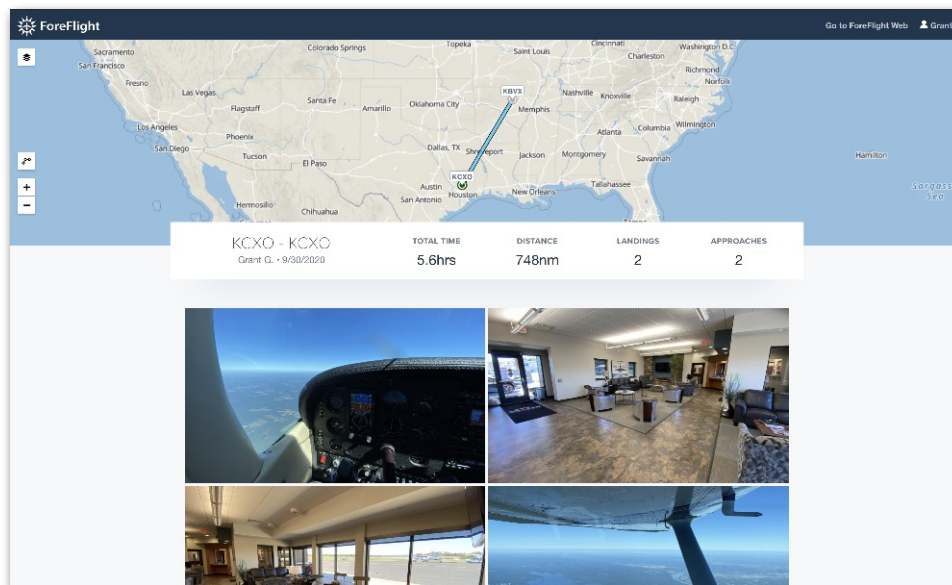 ForeFlight
Go to ForeFlight Web Grant
Sacramento
San Francisco
Fresno
Las Vegas
Los Angeles
San Diego
Phoenix
Tucson
Flagstaff
Hermosillo
Colorado Springs
Santa Fe
Amarillo
El Paso
Chihuahua
Topeka
Oklahoma City
Dallas, TX
Austin
San Antonio
Houston
KCXO
KBVX
Saint Louis
Memphis
Jackson
New Orleans
Cincinnati
Charleston
Nashville
Knoxville
Atlanta
Montgomery
Tallahassee
Columbia
Savannah
Washington D.C.
Richmond
Norfolk
Raleigh
Wilmington
Hamilton
KCXO - KCXO
Grant G. • 9/30/2020
TOTAL TIME
5.6hrs
DISTANCE
748nm
LANDINGS
2
APPROACHES
2